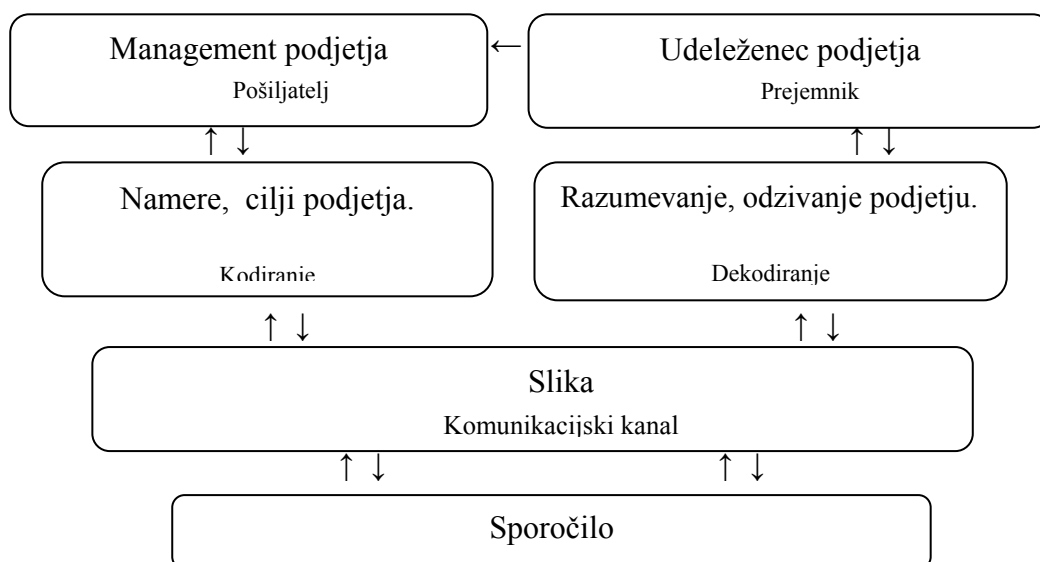 Management podjetja
Pošiljatelj
←
Udeleženec podjetja
Prejemnik
↑ ↓
↑ ↓
Namere, cilji podjetja.
Kodiranje
Razumevanje, odzivanje podjetju.
Dekodiranje
↑ ↓
↑ ↓
Slika
Komunikacijski kanal
↑ ↓
↑ ↓
Sporočilo